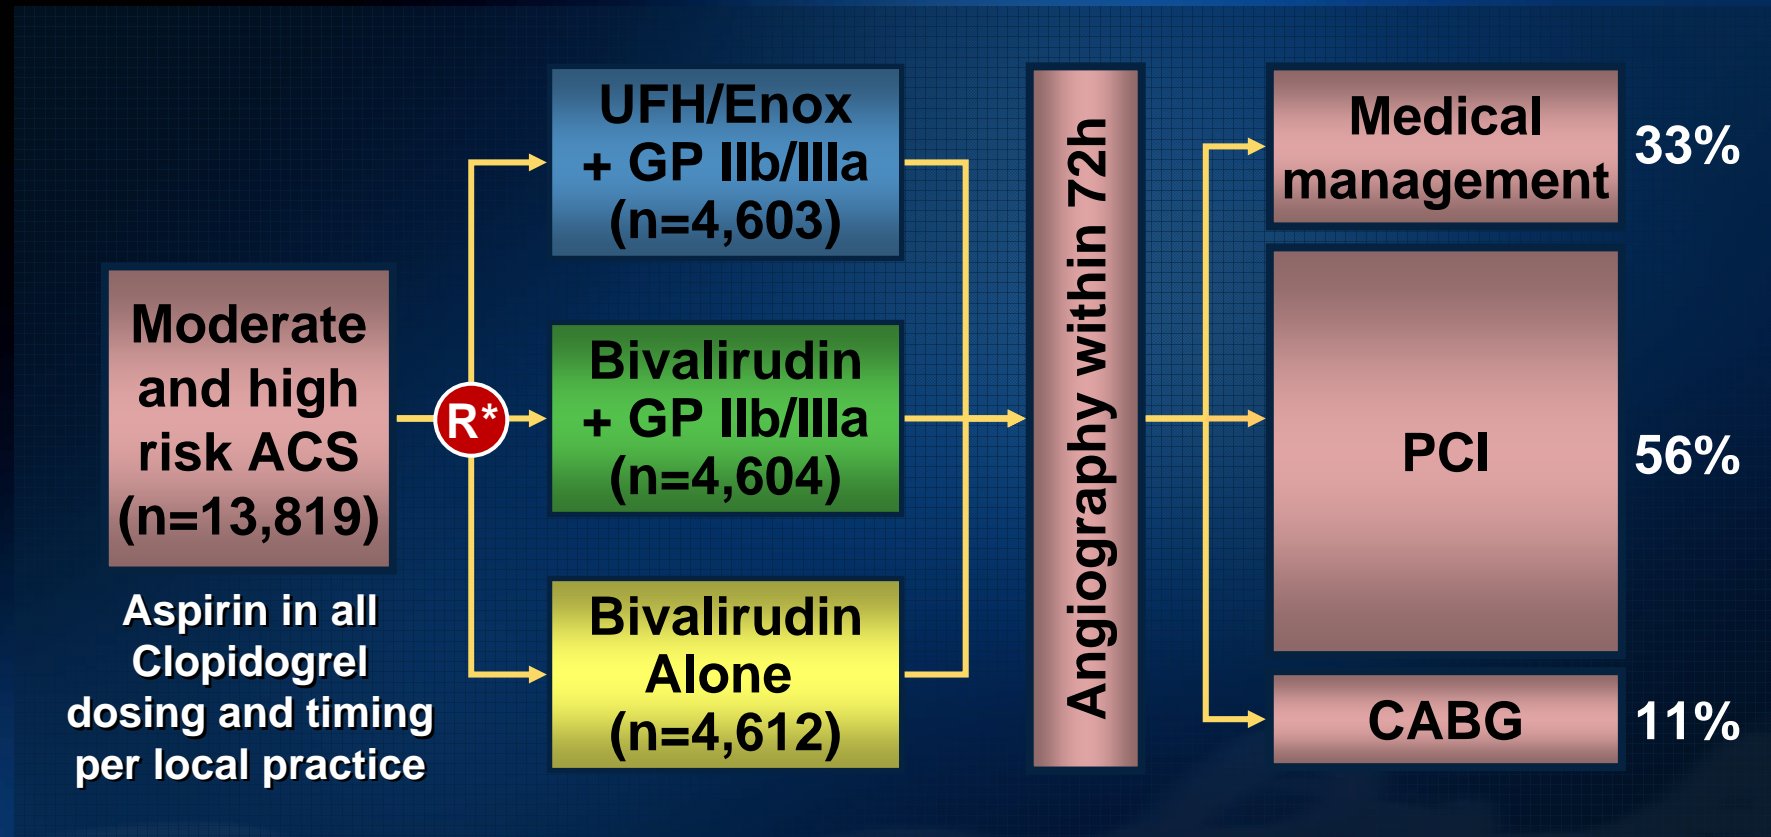 Moderate
and high
risk ACS
(n=13,819)
Aspirin in all
Clopidogrel
dosing and timing
per local practice
R*
UFH/Enox
+ GP IIb/IIIa
(n=4,603)
Bivalirudin
+ GP IIb/IIIa
(n=4,604)
Bivalirudin
Alone
(n=4,612)
Angiography within 72h
Medical
management
33%
PCI
56%
CABG
11%